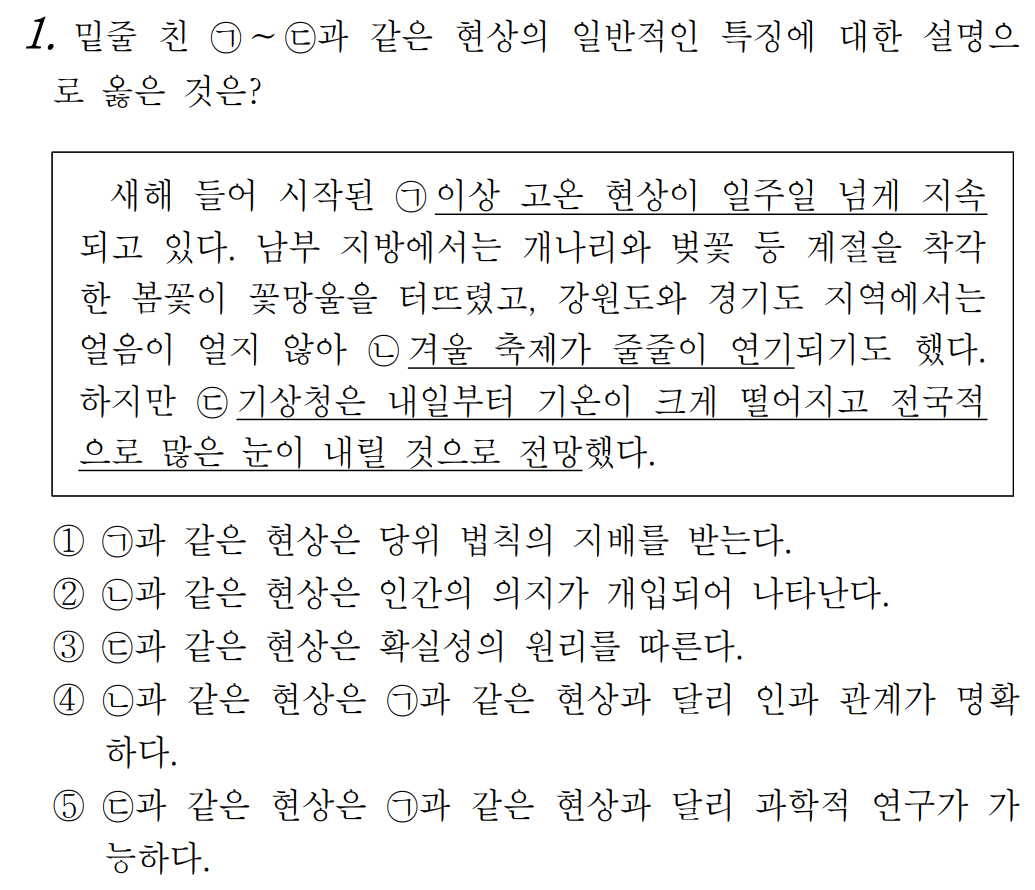 1. 밑줄 친 ㉠~㉢과 같은 현상의 일반적인 특징에 대한 설명으
로 옳은 것은?
새해 들어 시작된 ㉠이상 고온 현상이 일주일 넘게 지속
되고 있다. 남부 지방에서는 개나리와 벚꽃 등 계절을 착각
한 봄꽃이 꽃망울을 터뜨렸고, 강원도와 경기도 지역에서는
얼음이 얼지 않아 ㉡겨울 축제가 줄줄이 연기되기도 했다.
하지만 ㉢기상청은 내일부터 기온이 크게 떨어지고 전국적
으로 많은 눈이 내릴 것으로 전망했다.
① ㉠과 같은 현상은 당위 법칙의 지배를 받는다.
② ㉡과 같은 현상은 인간의 의지가 개입되어 나타난다.
③ ㉢과 같은 현상은 확실성의 원리를 따른다.
④ ㉡과 같은 현상은 ㉠과 같은 현상과 달리 인과 관계가 명확
하다.
⑤ ㉢과 같은 현상은 ㉠과 같은 현상과 달리 과학적 연구가 가
능하다.